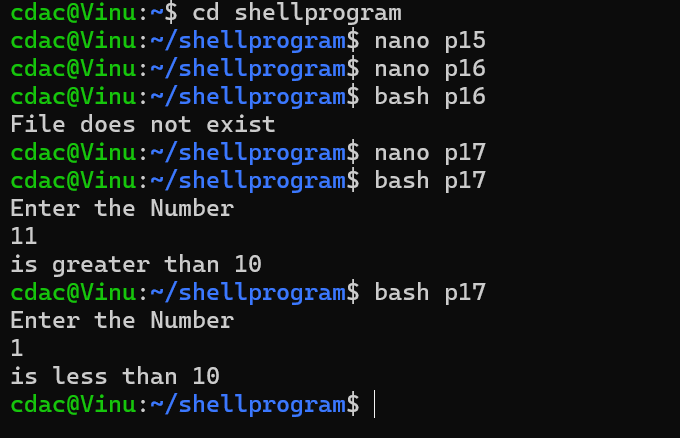 cdac@Vinu:~$ cd shellprogram
cdac@Vinu:~/shellprogram$ nano p15
cdac@Vinu:~/shellprogram$ nano p16
cdac@Vinu:~/shellprogram$ bash p16
File does not exist
cdac@Vinu:~/shellprogram$ nano p17
cdac@Vinu:~/shellprogram$ bash p17
Enter the Number
11
is greater than 10
cdac@Vinu:~/shellprogram$ bash p17
Enter the Number
1
is less than 10
cdac@Vinu:~/shellprogram$